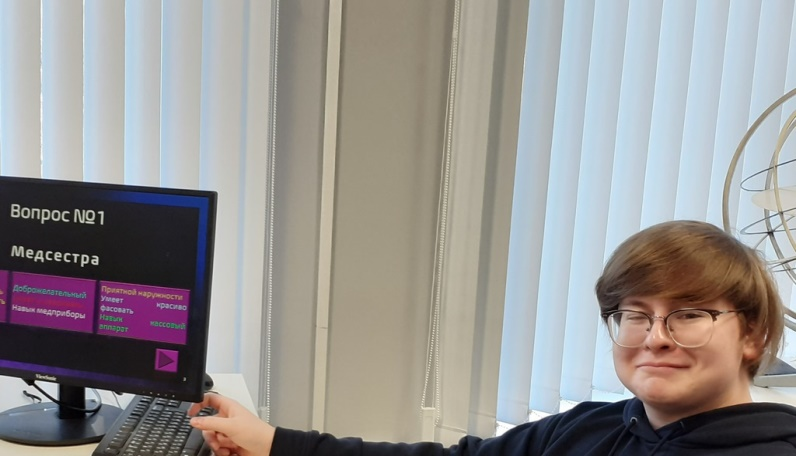 Вопрос №1
Медсестра
Доброжелательный
Навык медприборы
Приятной наружности
Умеет красиво
фасовать
Навык кассовый
аппарат
ViewSonic